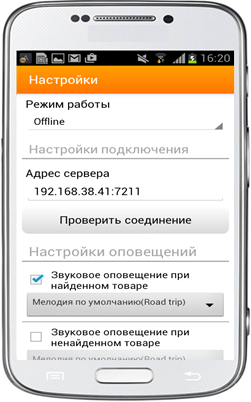 16:20
Настройки
Режим работы
Offline
Настройки подключения
Адрес сервера
192.168.38.41:7211
Проверить соединение
Настройки оповещений
Звуковое оповещение при
найденном товаре
Мелодия по умолчанию(Road trip)
Звуковое оповещение при
ненайденном товаре
Мелодия по умолчанию(Road trip)